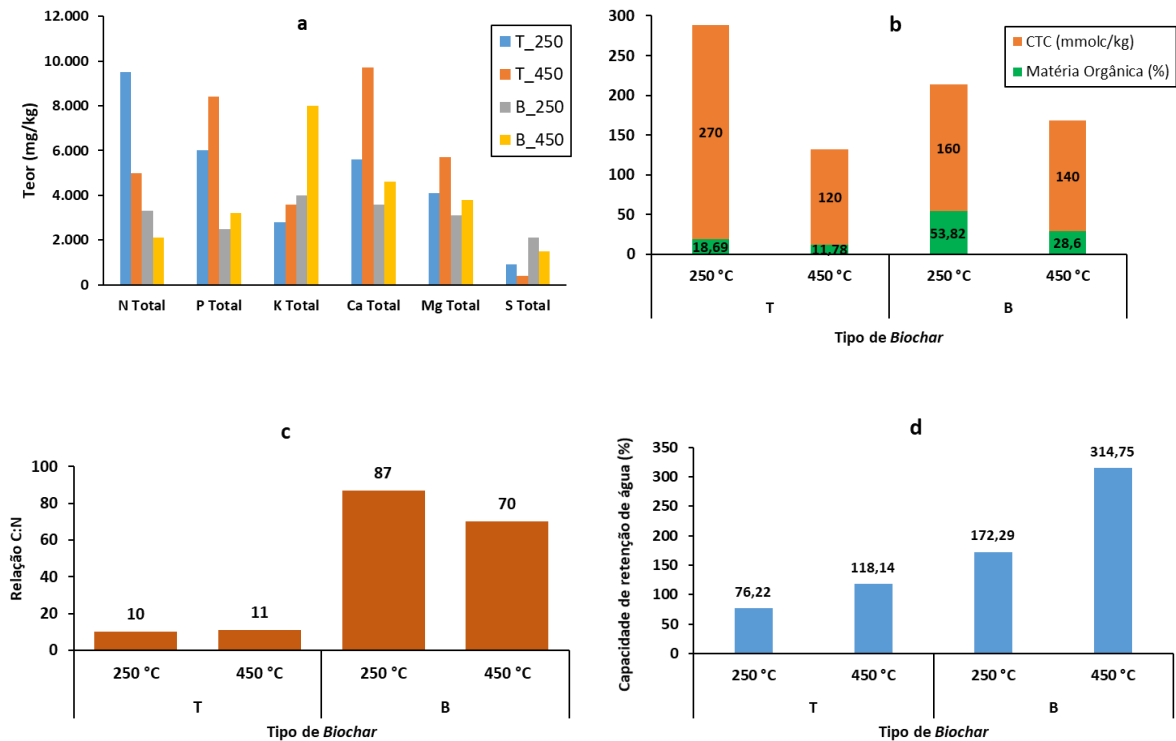 a
12.000
10.000
8.000
6.000
4.000
2.000
0
Teor (mg/kg)
N Total P Total K Total Ca Total Mg Total S Total
T_250
T_450
B_250
B_450
b
300
250
200
150
100
50
0
CTC (mmolc/kg)
Matéria Orgânica (%)
270 120 160 140
18,69 11,78 53,82 28,6
250 °C 450 °C 250 °C 450 °C
T B
Tipo de Biochar
c
100
80
60
40
20
0
Relação C:N
10 11 87 70
250 °C 450 °C 250 °C 450 °C
T B
Tipo de Biochar
d
350
300
250
200
150
100
50
0
Capacidade de retenção de água (%)
76,22 118,14 172,29 314,75
250 °C 450 °C 250 °C 450 °C
T B
Tipo de Biochar